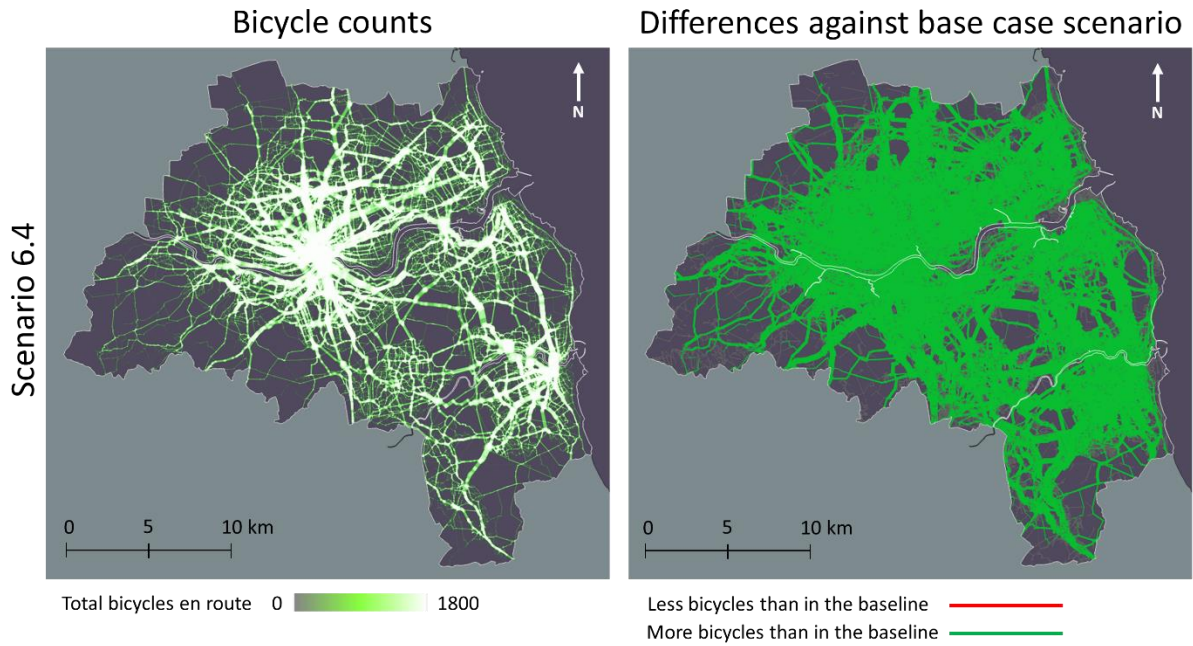 Bicycle counts
Differences against base case scenario
Scenario 6.4
N
N
0 5 10 km
0 5 10 km
Total bicycles en route 0 1800
Less bicycles than in the baseline
More bicycles than in the baseline